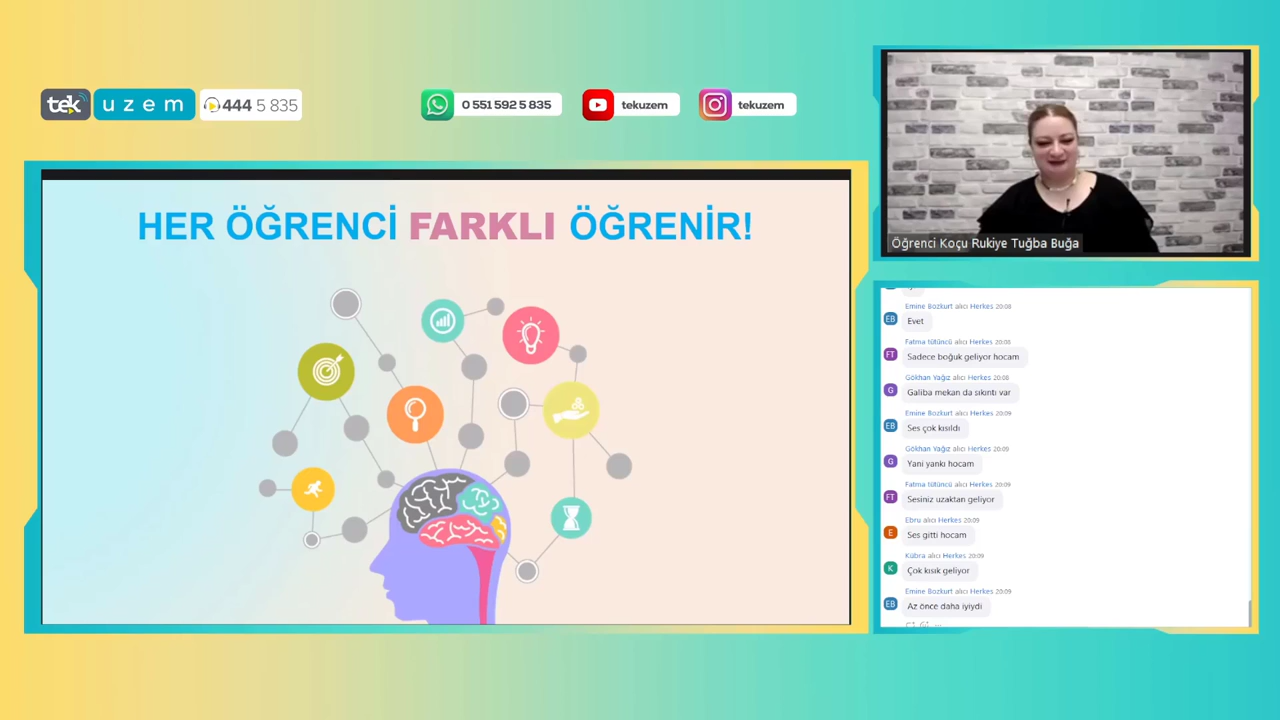 tek uzem 444 5 835
0 551 592 5 835
tekuzem
tekuzem
HER ÖĞRENCİ FARKLI ÖĞRENİR!
Öğrenci Koçu Rukiye Tuğba Buğa
Emine Bozkurt alıcı Herkes 20:08
EB
Evet
Fatma tütüncü alıcı Herkes 20:08
FT
Sadece boğuk geliyor hocam
Gökhan Yağız alıcı Herkes 20:08
G
Galiba mekan da sıkıntı var
Emine Bozkurt alıcı Herkes 20:09
EB
Ses çok kısıldı
Gökhan Yağız alıcı Herkes 20:09
G
Yani yankı hocam
Fatma tütüncü alıcı Herkes 20:09
FT
Sesiniz uzaktan geliyor
Ebru alıcı Herkes 20:09
E
Ses gitti hocam
Kübra alıcı Herkes 20:09
K
Çok kısık geliyor
Emine Bozkurt alıcı Herkes 20:09
EB
Az önce daha iyiydi